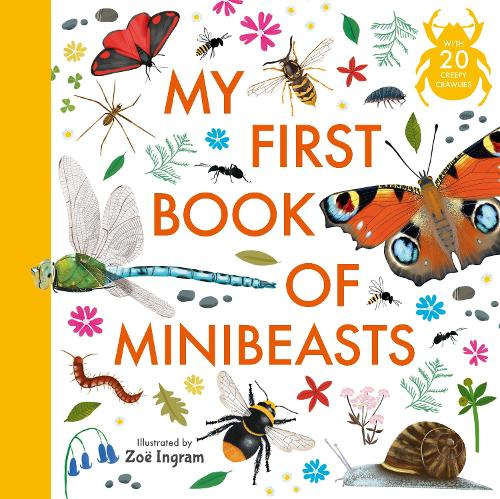 WITH
20
CREEPY
CRAWLIES
MY
FIRST
BOOK
OF
MINIBEASTS
Illustrated by
Zoë Ingram